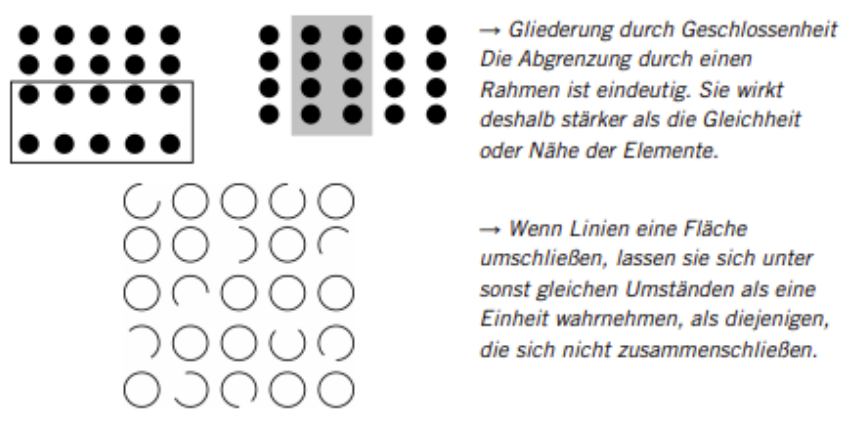 → Gliederung durch Geschlossenheit
Die Abgrenzung durch einen
Rahmen ist eindeutig. Sie wirkt
deshalb stärker als die Gleichheit
oder Nähe der Elemente.
→ Wenn Linien eine Fläche
umschließen, lassen sie sich unter
sonst gleichen Umständen als eine
Einheit wahrnehmen, als diejenigen,
die sich nicht zusammenschließen.